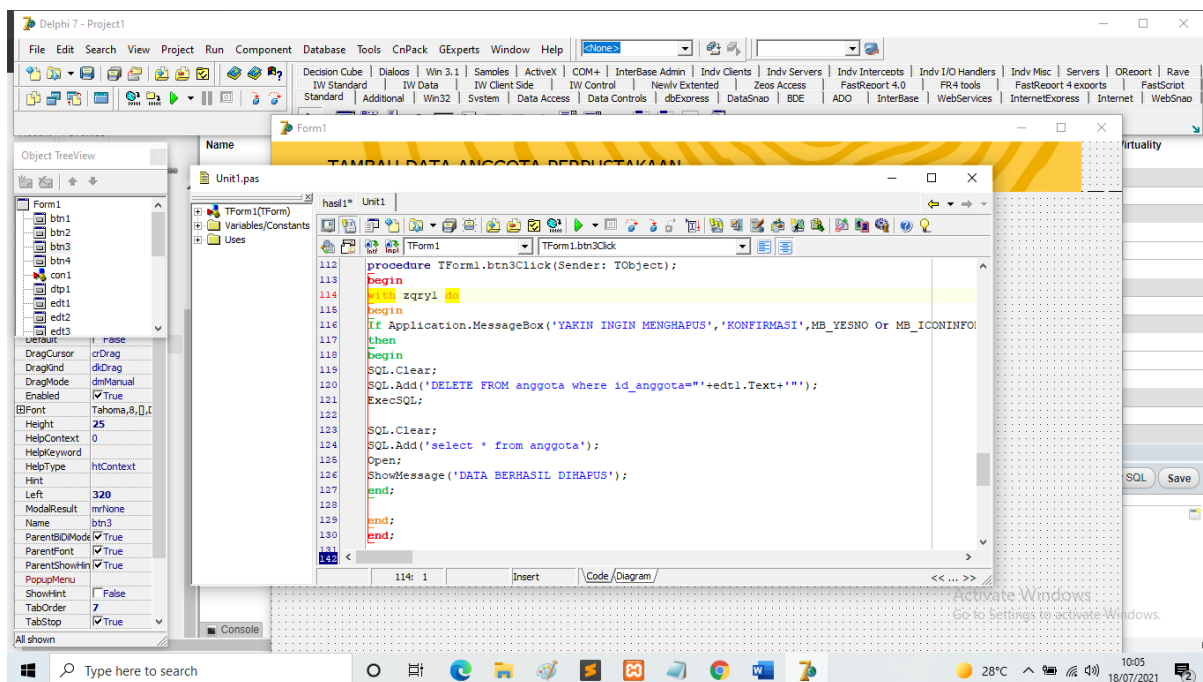 Delphi 7 - Project1
File Edit Search View Project Run Component Database Tools CnPack GExperts Window Help <None>
Decision Cube Dialogs Win 3.1 Samples ActiveX COM+ InterBase Admin Indy Clients Indy Servers Indy Intercepts Indy I/O Handlers Indy Misc Servers QReport Rave
IW Standard IW Data IW Client Side IW Control Newly Extented Zeos Access FastReport 4.0 FR4 tools FastReport 4 exports FastScript
Standard Additional Win32 System Data Access Data Controls dbExpress DataSnap BDE ADO InterBase WebServices InternetExpress Internet WebSnap
Form1
Name
irtuality
Object TreeView
TAMBAH DATA ANGGOTA PERPUSTAKAAN
Unit1.pas
Form1
btn1
btn2
btn3
btn4
con1
dtp1
edt1
edt2
edt3
TForm1(TForm)
Variables/Constants
Uses
hasil1* Unit1
TForm1 TForm1.btn3Click
112 procedure TForm1.btn3Click(Sender: TObject);
113 begin
114 with zqry1 do
115 begin
116 If Application.MessageBox('YAKIN INGIN MENGHAPUS','KONFIRMASI',MB_YESNO Or MB_ICONINFO
117 then
118 begin
119 SQL.Clear;
120 SQL.Add('DELETE FROM anggota where id_anggota="'+edt1.Text+'"');
121 ExecSQL;
122
123 SQL.Clear;
124 SQL.Add('select * from anggota');
125 Open;
126 ShowMessage('DATA BERHASIL DIHAPUS');
127 end;
128
129 end;
130 end;
131
142
114: 1 Insert Code Diagram << ... >>
Default False
DragCursor crDrag
DragKind dkDrag
DragMode dmManual
Enabled True
Font Tahoma,8,[],
Height 25
HelpContext 0
HelpKeyword
HelpType htContext
Hint
Left 320
ModalResult mrNone
Name btn3
ParentBiDiMode True
ParentFont True
ParentShowHin True
PopupMenu
ShowHint False
TabOrder 7
TabStop True
All shown
SQL Save
Console
Activate Windows
Go to Settings to activate Windows.
Type here to search
28°C
10:05
18/07/2021
2